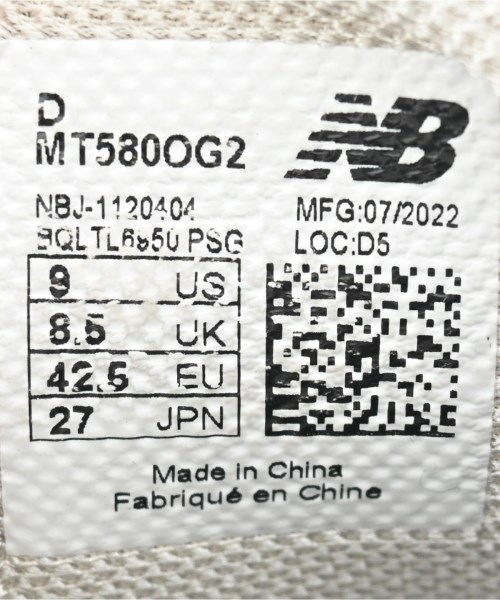 D
MT580OG2
NB
NBJ-1120404
PSG
MFG:07/2022
LOC:D5
9 US
8.5 UK
42.5 EU
27 JPN
Made in China
Fabriqué en Chine